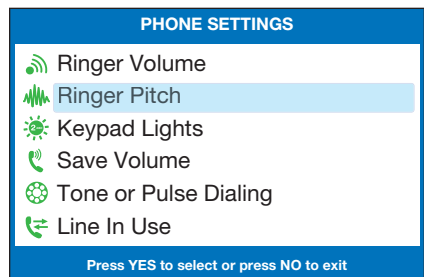 PHONE SETTINGS
Ringer Volume
Ringer Pitch
Keypad Lights
Save Volume
Tone or Pulse Dialing
Line In Use
Press YES to select or press NO to exit